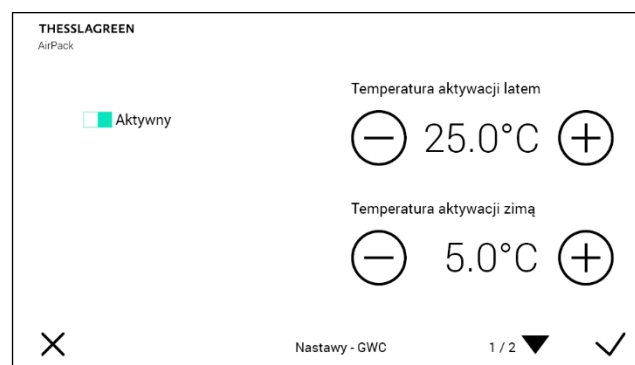 THESSLAGREEN
AirPack
Aktywny
Temperatura aktywacji latem
25.0°C
Temperatura aktywacji zimą
5.0°C
Nastawy - GWC
1 / 2